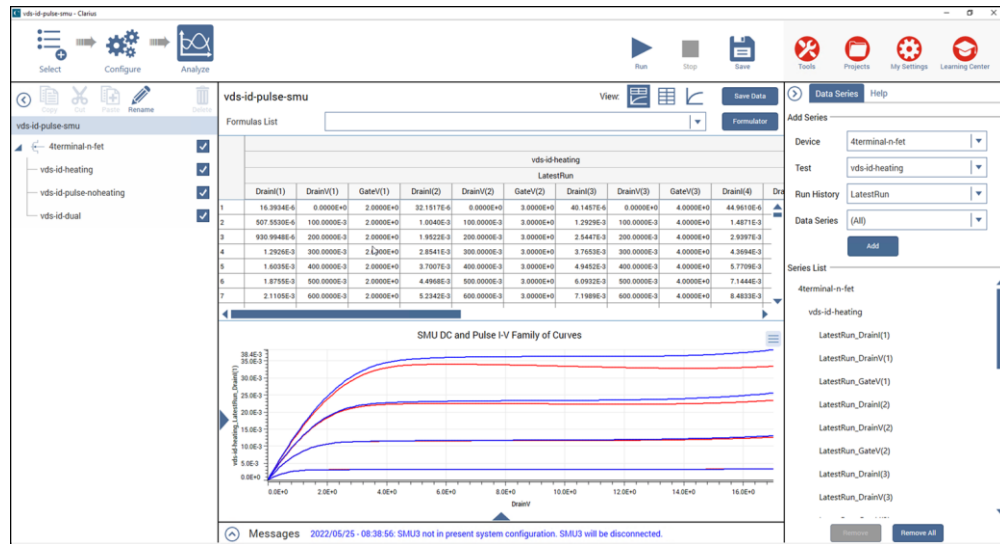 vds-id-pulse-smu - Clarius
Select
Configure
Analyze
Run
Stop
Save
Tools
Projects
My Settings
Learning Center
Copy
Cut
Paste
Rename
Delete
vds-id-pulse-smu
4terminal-n-fet
vds-id-heating
vds-id-pulse-noheating
vds-id-dual
vds-id-pulse-smu
View:
Save Data
Formulas List
Formulator
vds-id-heating
LatestRun
DrainI(1) DrainV(1) GateV(1) DrainI(2) DrainV(2) GateV(2) DrainI(3) DrainV(3) GateV(3) DrainI(4) Dra
1 16.3934E-6 0.0000E+0 2.0000E+0 32.1517E-6 0.0000E+0 3.0000E+0 40.1457E-6 0.0000E+0 4.0000E+0 44.9610E-6
2 507.5530E-6 100.0000E-3 2.0000E+0 1.0040E-3 100.0000E-3 3.0000E+0 1.2929E-3 100.0000E-3 4.0000E+0 1.4871E-3
3 930.9948E-6 200.0000E-3 2.0000E+0 1.9522E-3 200.0000E-3 3.0000E+0 2.5447E-3 200.0000E-3 4.0000E+0 2.9397E-3
4 1.2926E-3 300.0000E-3 2.0000E+0 2.8541E-3 300.0000E-3 3.0000E+0 3.7653E-3 300.0000E-3 4.0000E+0 4.3694E-3
5 1.6035E-3 400.0000E-3 2.0000E+0 3.7007E-3 400.0000E-3 3.0000E+0 4.9452E-3 400.0000E-3 4.0000E+0 5.7709E-3
6 1.8755E-3 500.0000E-3 2.0000E+0 4.4968E-3 500.0000E-3 3.0000E+0 6.0932E-3 500.0000E-3 4.0000E+0 7.1444E-3
7 2.1105E-3 600.0000E-3 2.0000E+0 5.2342E-3 600.0000E-3 3.0000E+0 7.1989E-3 600.0000E-3 4.0000E+0 8.4833E-3
SMU DC and Pulse I-V Family of Curves
vds-id-heating_LatestRun_DrainI(1)
38.4E-3
35.0E-3
30.0E-3
25.0E-3
20.0E-3
15.0E-3
10.0E-3
5.0E-3
0.0E+0
0.0E+0 2.0E+0 4.0E+0 6.0E+0 8.0E+0 10.0E+0 12.0E+0 14.0E+0 16.0E+0
DrainV
Messages 2022/05/25 - 08:38:56: SMU3 not in present system configuration. SMU3 will be disconnected.
Data Series
Help
Add Series
Device 4terminal-n-fet
Test vds-id-heating
Run History LatestRun
Data Series (All)
Add
Series List
4terminal-n-fet
vds-id-heating
LatestRun_DrainI(1)
LatestRun_DrainV(1)
LatestRun_GateV(1)
LatestRun_DrainI(2)
LatestRun_DrainV(2)
LatestRun_GateV(2)
LatestRun_DrainI(3)
LatestRun_DrainV(3)
Remove
Remove All